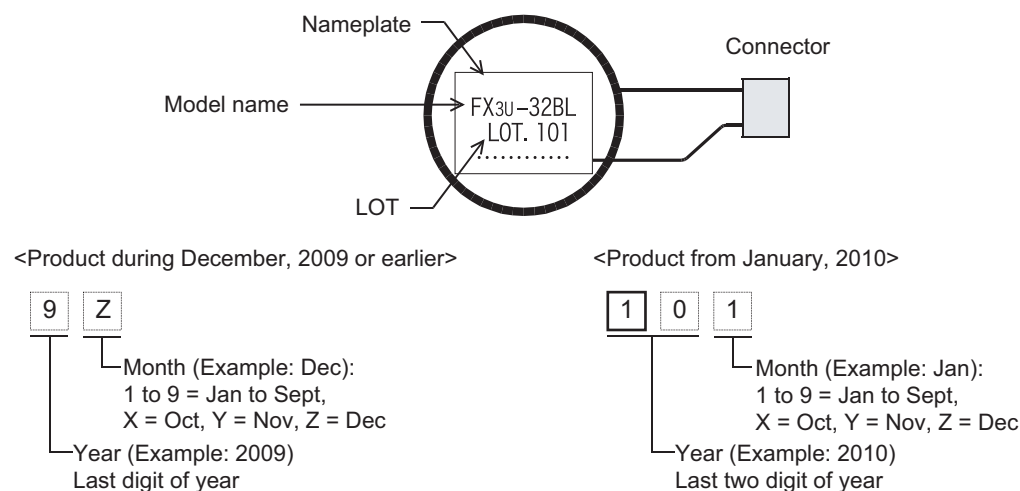 Nameplate
Connector
Model name
FX3U-32BL
LOT. 101
............
LOT
<Product during December, 2009 or earlier>
9 Z
Month (Example: Dec):
1 to 9 = Jan to Sept,
X = Oct, Y = Nov, Z = Dec
Year (Example: 2009)
Last digit of year
<Product from January, 2010>
1 0 1
Month (Example: Jan):
1 to 9 = Jan to Sept,
X = Oct, Y = Nov, Z = Dec
Year (Example: 2010)
Last two digit of year